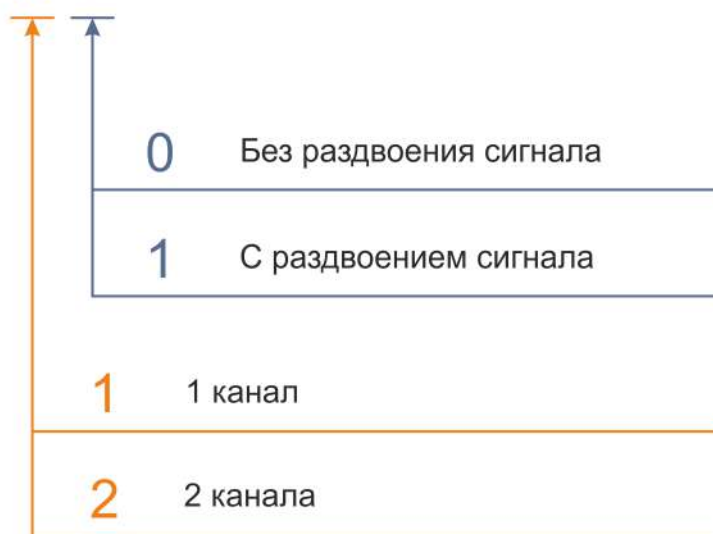 0 Без раздвоения сигнала
1 С раздвоением сигнала
1 1 канал
2 2 канала